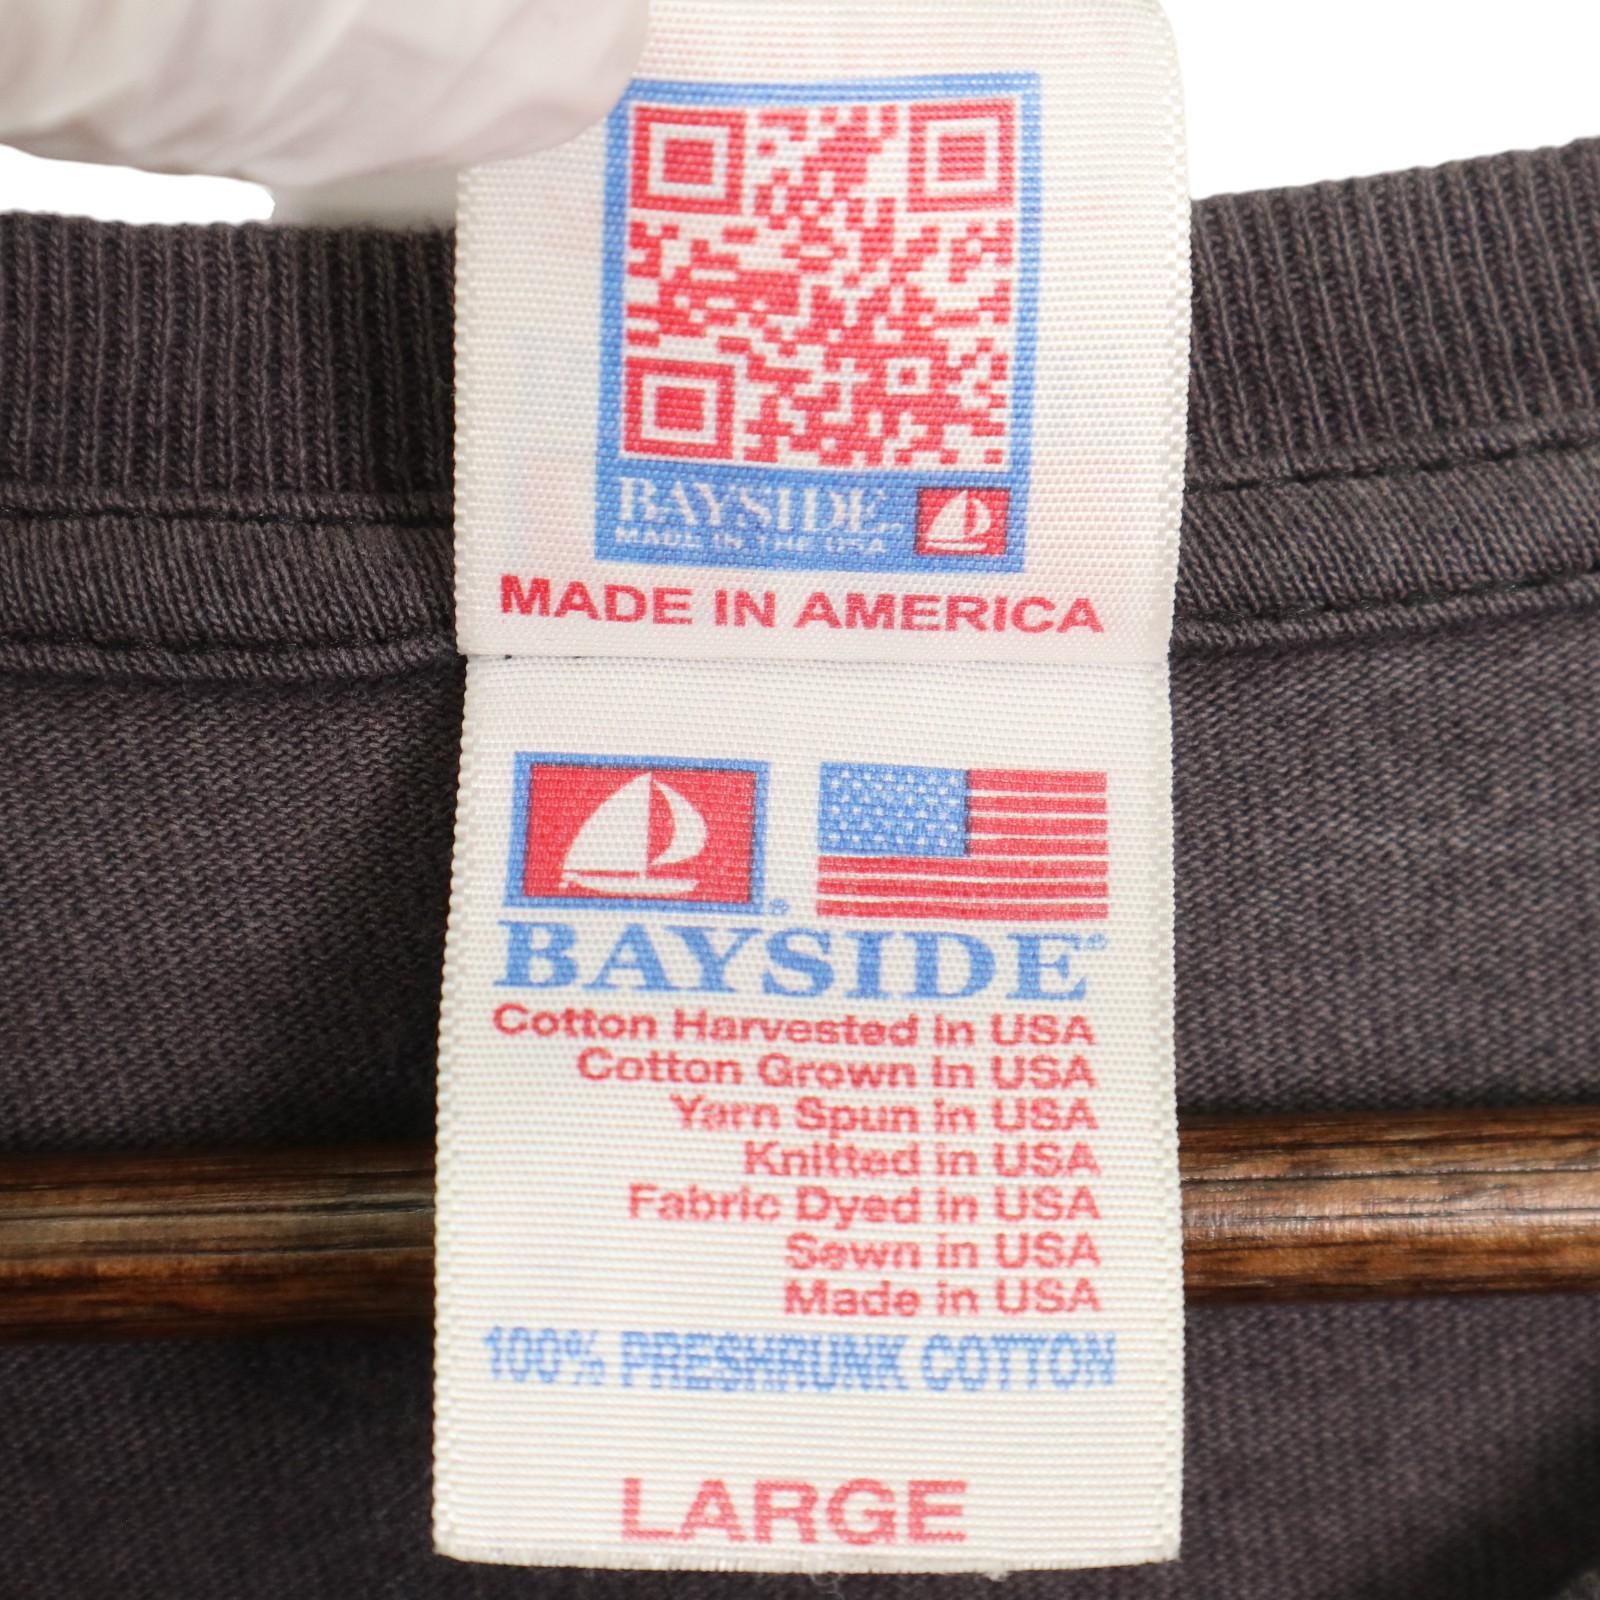 BAYSIDE
MADE IN THE USA
MADE IN AMERICA
BAYSIDE®
Cotton Harvested in USA
Cotton Grown in USA
Yarn Spun in USA
Knitted in USA
Fabric Dyed in USA
Sewn in USA
Made in USA
100% PRESHRUNK COTTON
LARGE